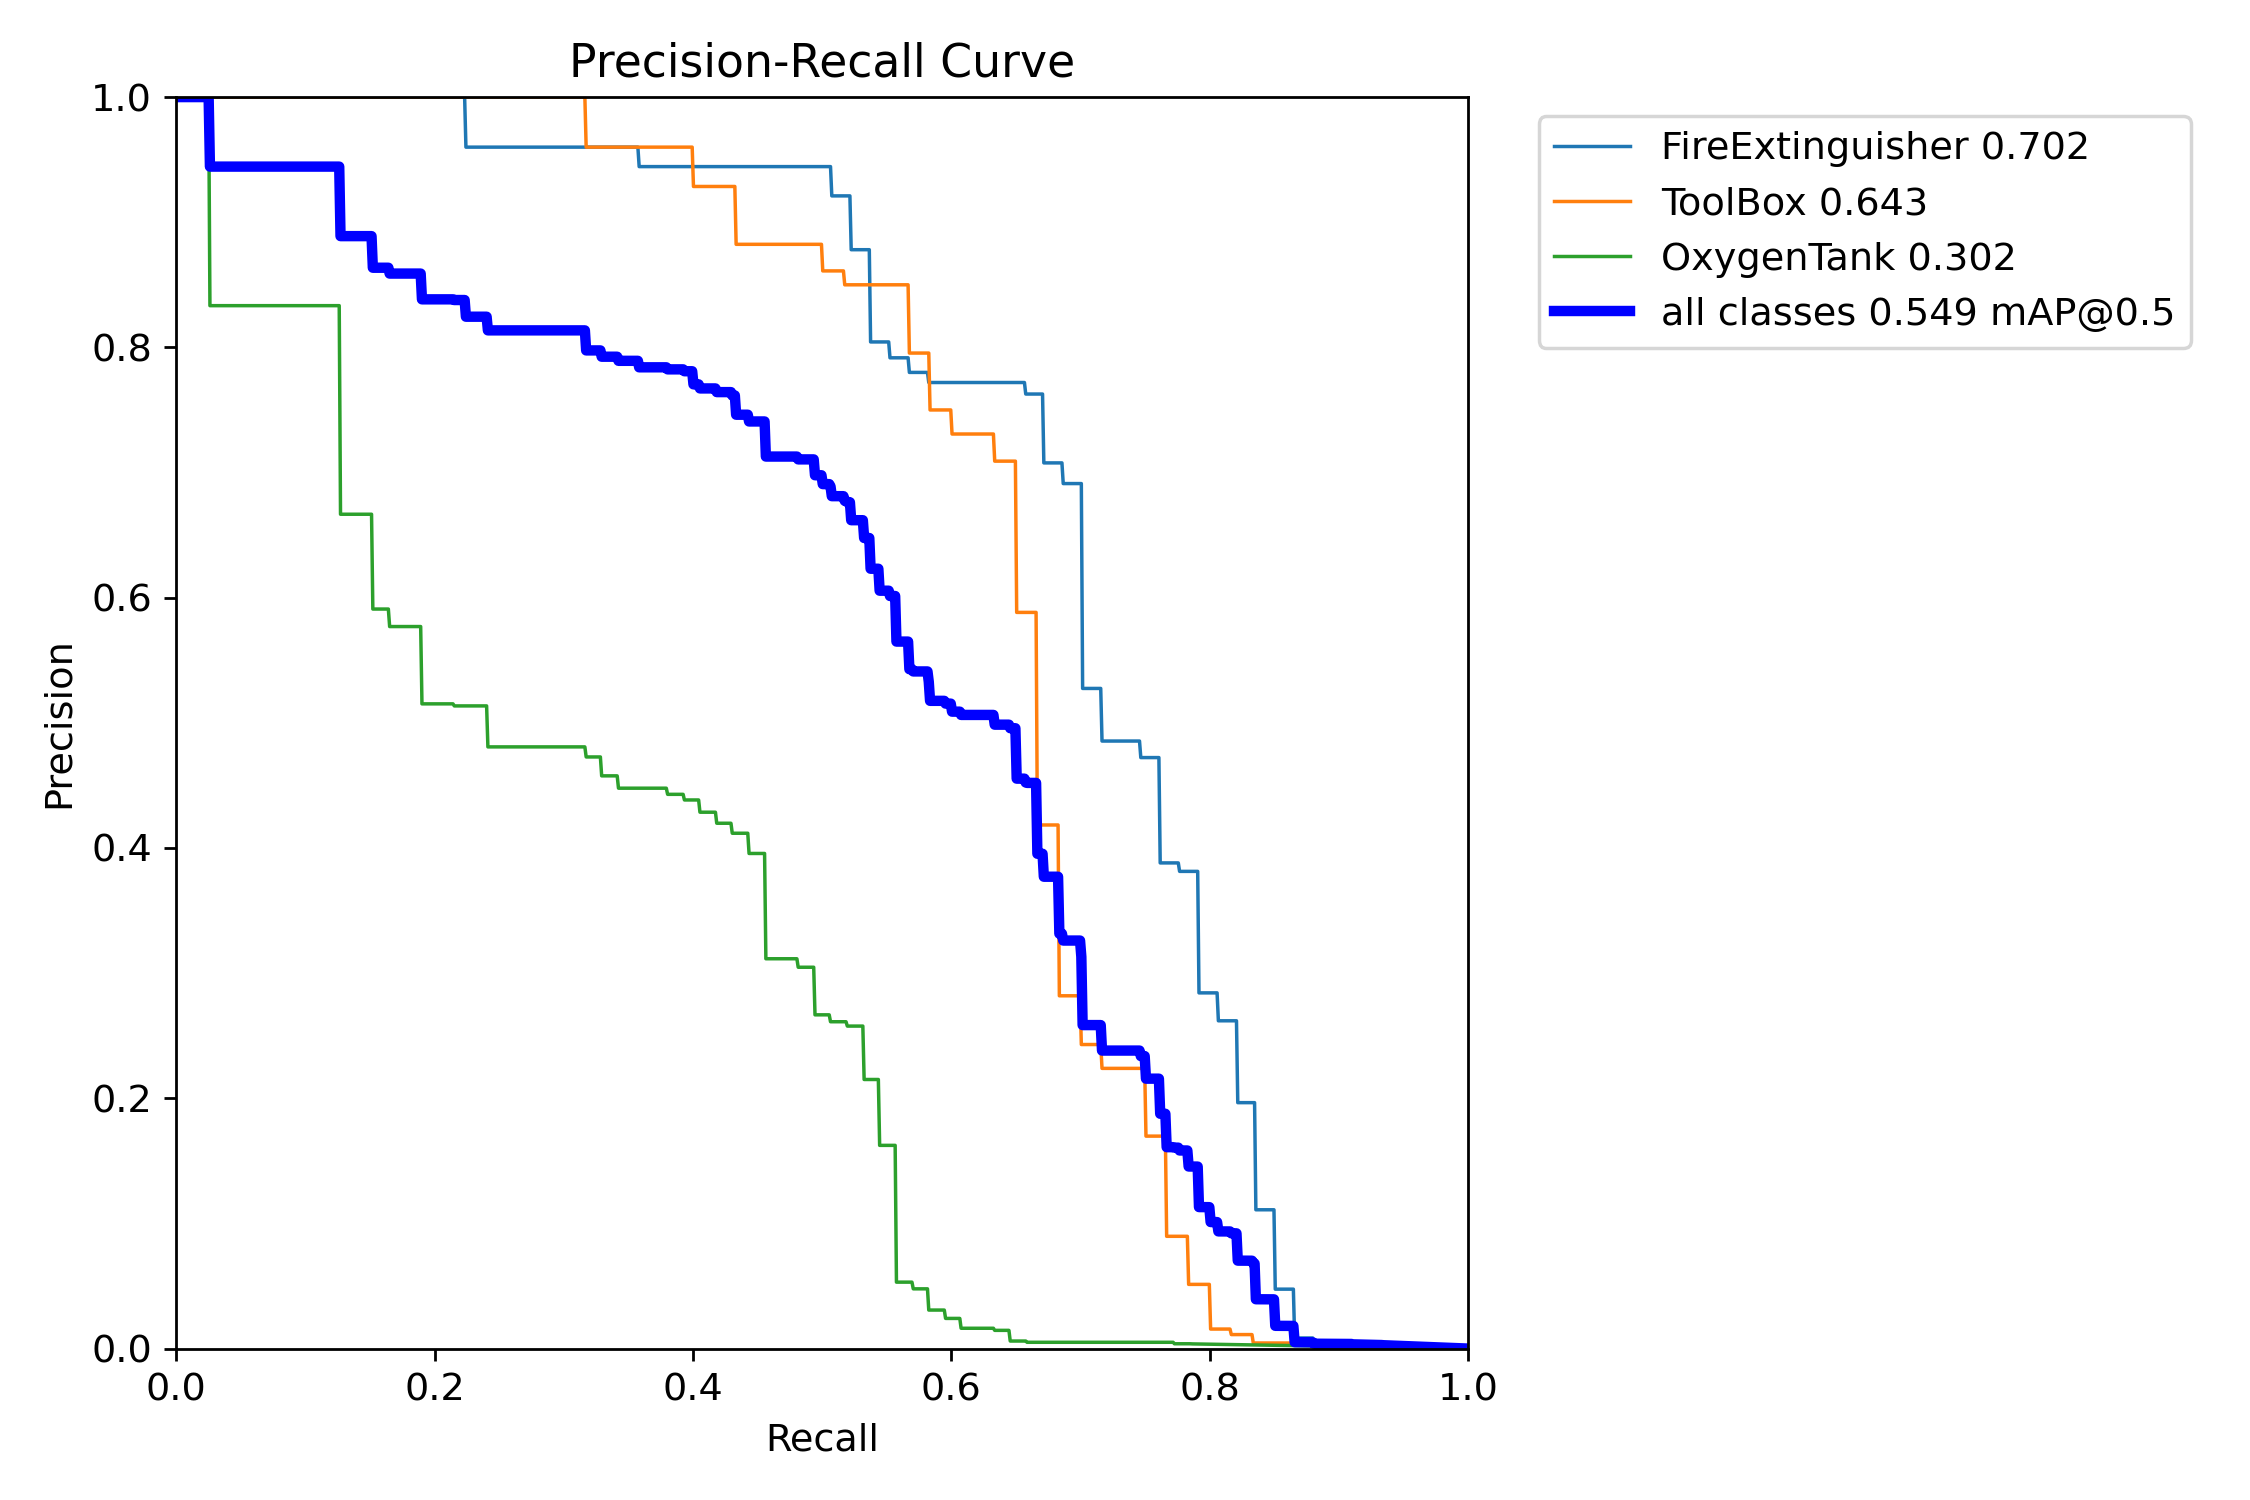 Precision-Recall Curve
1.0
0.8
0.6
0.4
0.2
0.0
Precision
0.0 0.2 0.4 0.6 0.8 1.0
Recall
FireExtinguisher 0.702
ToolBox 0.643
OxygenTank 0.302
all classes 0.549 mAP@0.5